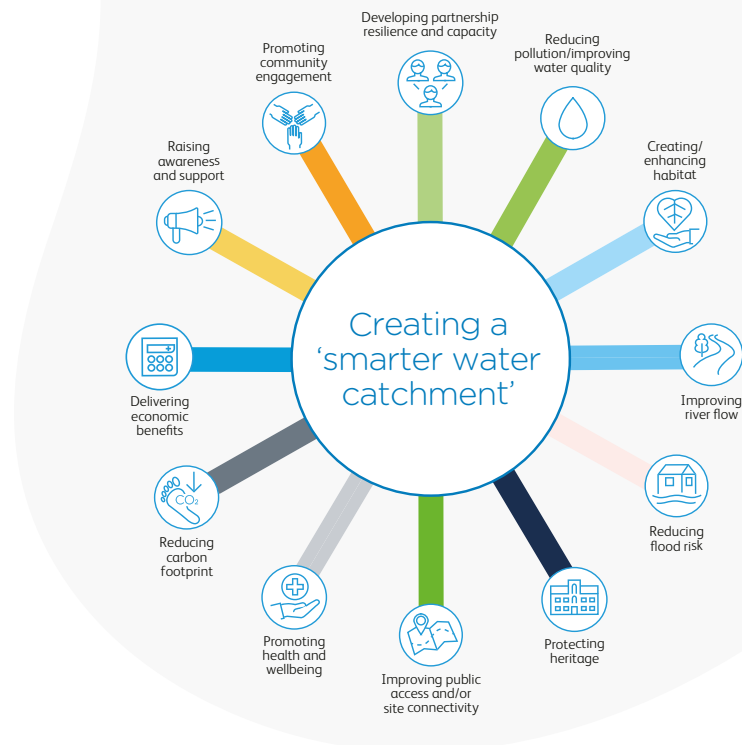 Developing partnership
resilience and capacity
Reducing
pollution/improving
water quality
Creating/
enhancing
habitat
Improving
river flow
Reducing
flood risk
Protecting
heritage
Improving public
access and/or
site connectivity
Promoting
health and
wellbeing
Reducing
carbon
footprint
CO₂
Delivering
economic
benefits
Raising
awareness
and support
Promoting
community
engagement
Creating a
‘smarter water
catchment’